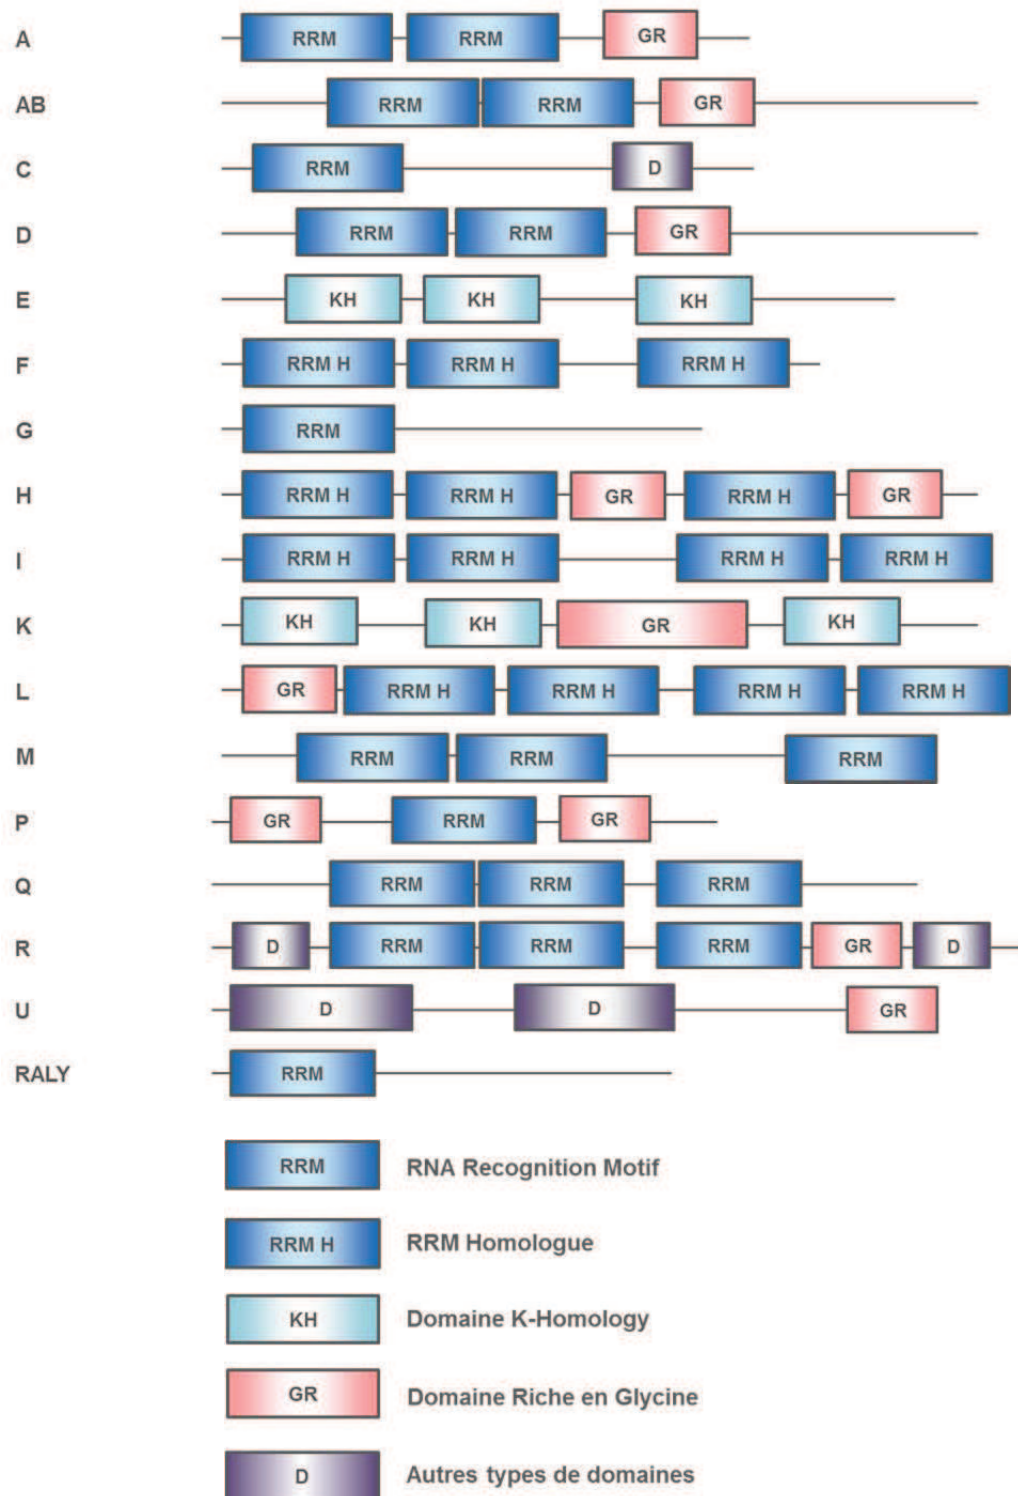 A RRM RRM GR
AB RRM RRM GR
C RRM D
D RRM RRM GR
E KH KH KH
F RRM H RRM H RRM H
G RRM
H RRM H RRM H GR RRM H GR
I RRM H RRM H RRM H RRM H
K KH KH GR KH
L GR RRM H RRM H RRM H RRM H
M RRM RRM RRM
P GR RRM GR
Q RRM RRM RRM
R D RRM RRM RRM GR D
U D D GR
RALY RRM
RRM RNA Recognition Motif
RRM H RRM Homologue
KH Domaine K-Homology
GR Domaine Riche en Glycine
D Autres types de domaines